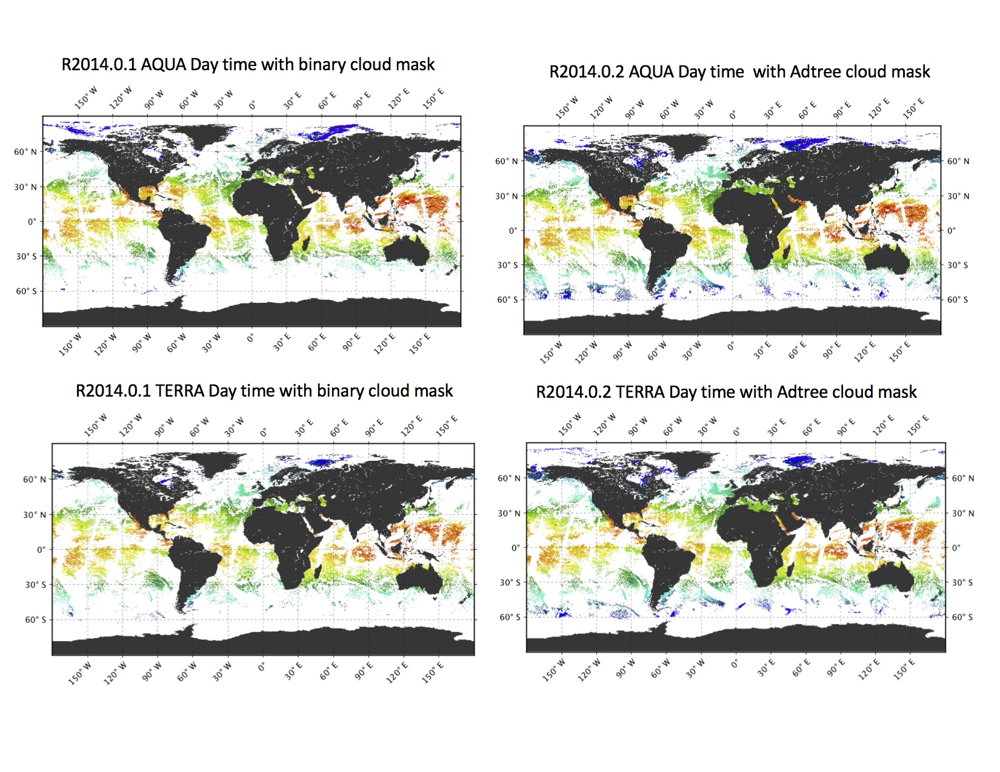 R2014.0.1 AQUA Day time with binary cloud mask
150° W 120° W 90° W 60° W 30° W 0° 30° E 60° E 90° E 120° E 150° E
60° N
30° N
0°
30° S
60° S
150° W 120° W 90° W 60° W 30° W 0° 30° E 60° E 90° E 120° E 150° E
R2014.0.2 AQUA Day time with Adtree cloud mask
150° W 120° W 90° W 60° W 30° W 0° 30° E 60° E 90° E 120° E 150° E
60° N 60° N
30° N 30° N
0° 0°
30° S 30° S
60° S 60° S
150° W 120° W 90° W 60° W 30° W 0° 30° E 60° E 90° E 120° E 150° E
R2014.0.1 TERRA Day time with binary cloud mask
150° W 120° W 90° W 60° W 30° W 0° 30° E 60° E 90° E 120° E 150° E
60° N
30° N
0°
30° S
60° S
150° W 120° W 90° W 60° W 30° W 0° 30° E 60° E 90° E 120° E 150° E
R2014.0.2 TERRA Day time with Adtree cloud mask
150° W 120° W 90° W 60° W 30° W 0° 30° E 60° E 90° E 120° E 150° E
60° N 60° N
30° N 30° N
0° 0°
30° S 30° S
60° S 60° S
150° W 120° W 90° W 60° W 30° W 0° 30° E 60° E 90° E 120° E 150° E